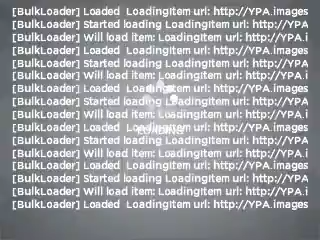 [BulkLoader] Loaded LoadingItem url: http://YPA.images
[BulkLoader] Started loading LoadingItem url: http://YPA
[BulkLoader] Will load item: LoadingItem url: http://YPA.i
[BulkLoader] Loaded LoadingItem url: http://YPA.images
[BulkLoader] Started loading LoadingItem url: http://YPA
[BulkLoader] Will load item: LoadingItem url: http://YPA.i
[BulkLoader] Loaded LoadingItem url: http://YPA.images
[BulkLoader] Started loading LoadingItem url: http://YPA
[BulkLoader] Will load item: LoadingItem url: http://YPA.i
[BulkLoader] Loaded LoadingItem url: http://YPA.images
LOADING
[BulkLoader] Started loading LoadingItem url: http://YPA
[BulkLoader] Will load item: LoadingItem url: http://YPA.i
[BulkLoader] Loaded LoadingItem url: http://YPA.images
[BulkLoader] Started loading LoadingItem url: http://YPA
[BulkLoader] Will load item: LoadingItem url: http://YPA.i
[BulkLoader] Loaded LoadingItem url: http://YPA.images